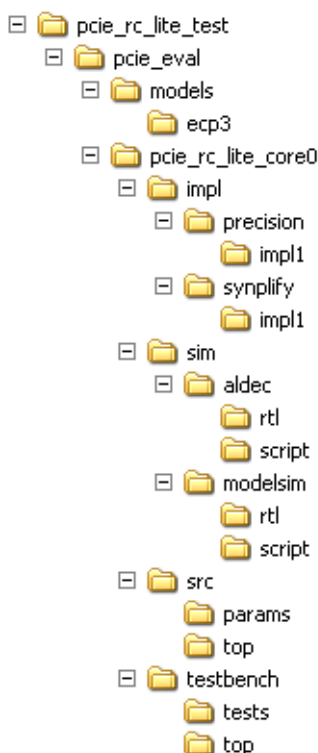 pcie_rc_lite_test
pcie_eval
models
ecp3
pcie_rc_lite_core0
impl
precision
impl1
synplify
impl1
sim
aldec
rtl
script
modelsim
rtl
script
src
params
top
testbench
tests
top